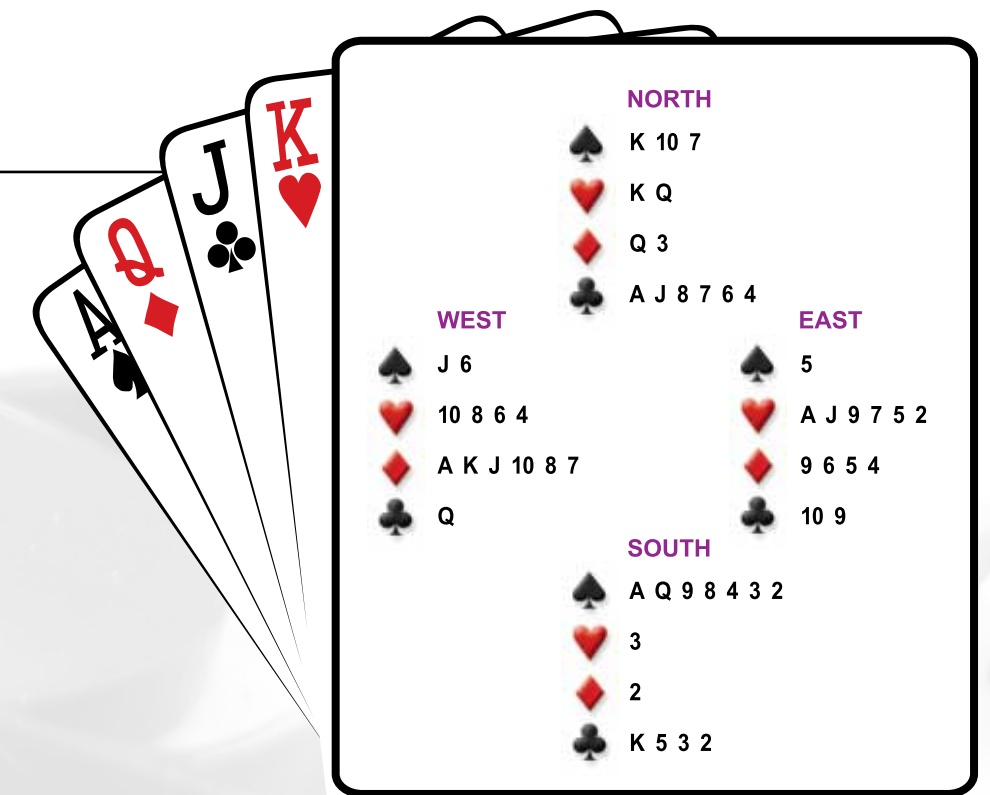 A
Q
J
K
NORTH
K 10 7
K Q
Q 3
A J 8 7 6 4
WEST
J 6
10 8 6 4
A K J 10 8 7
Q
EAST
5
A J 9 7 5 2
9 6 5 4
10 9
SOUTH
A Q 9 8 4 3 2
3
2
K 5 3 2